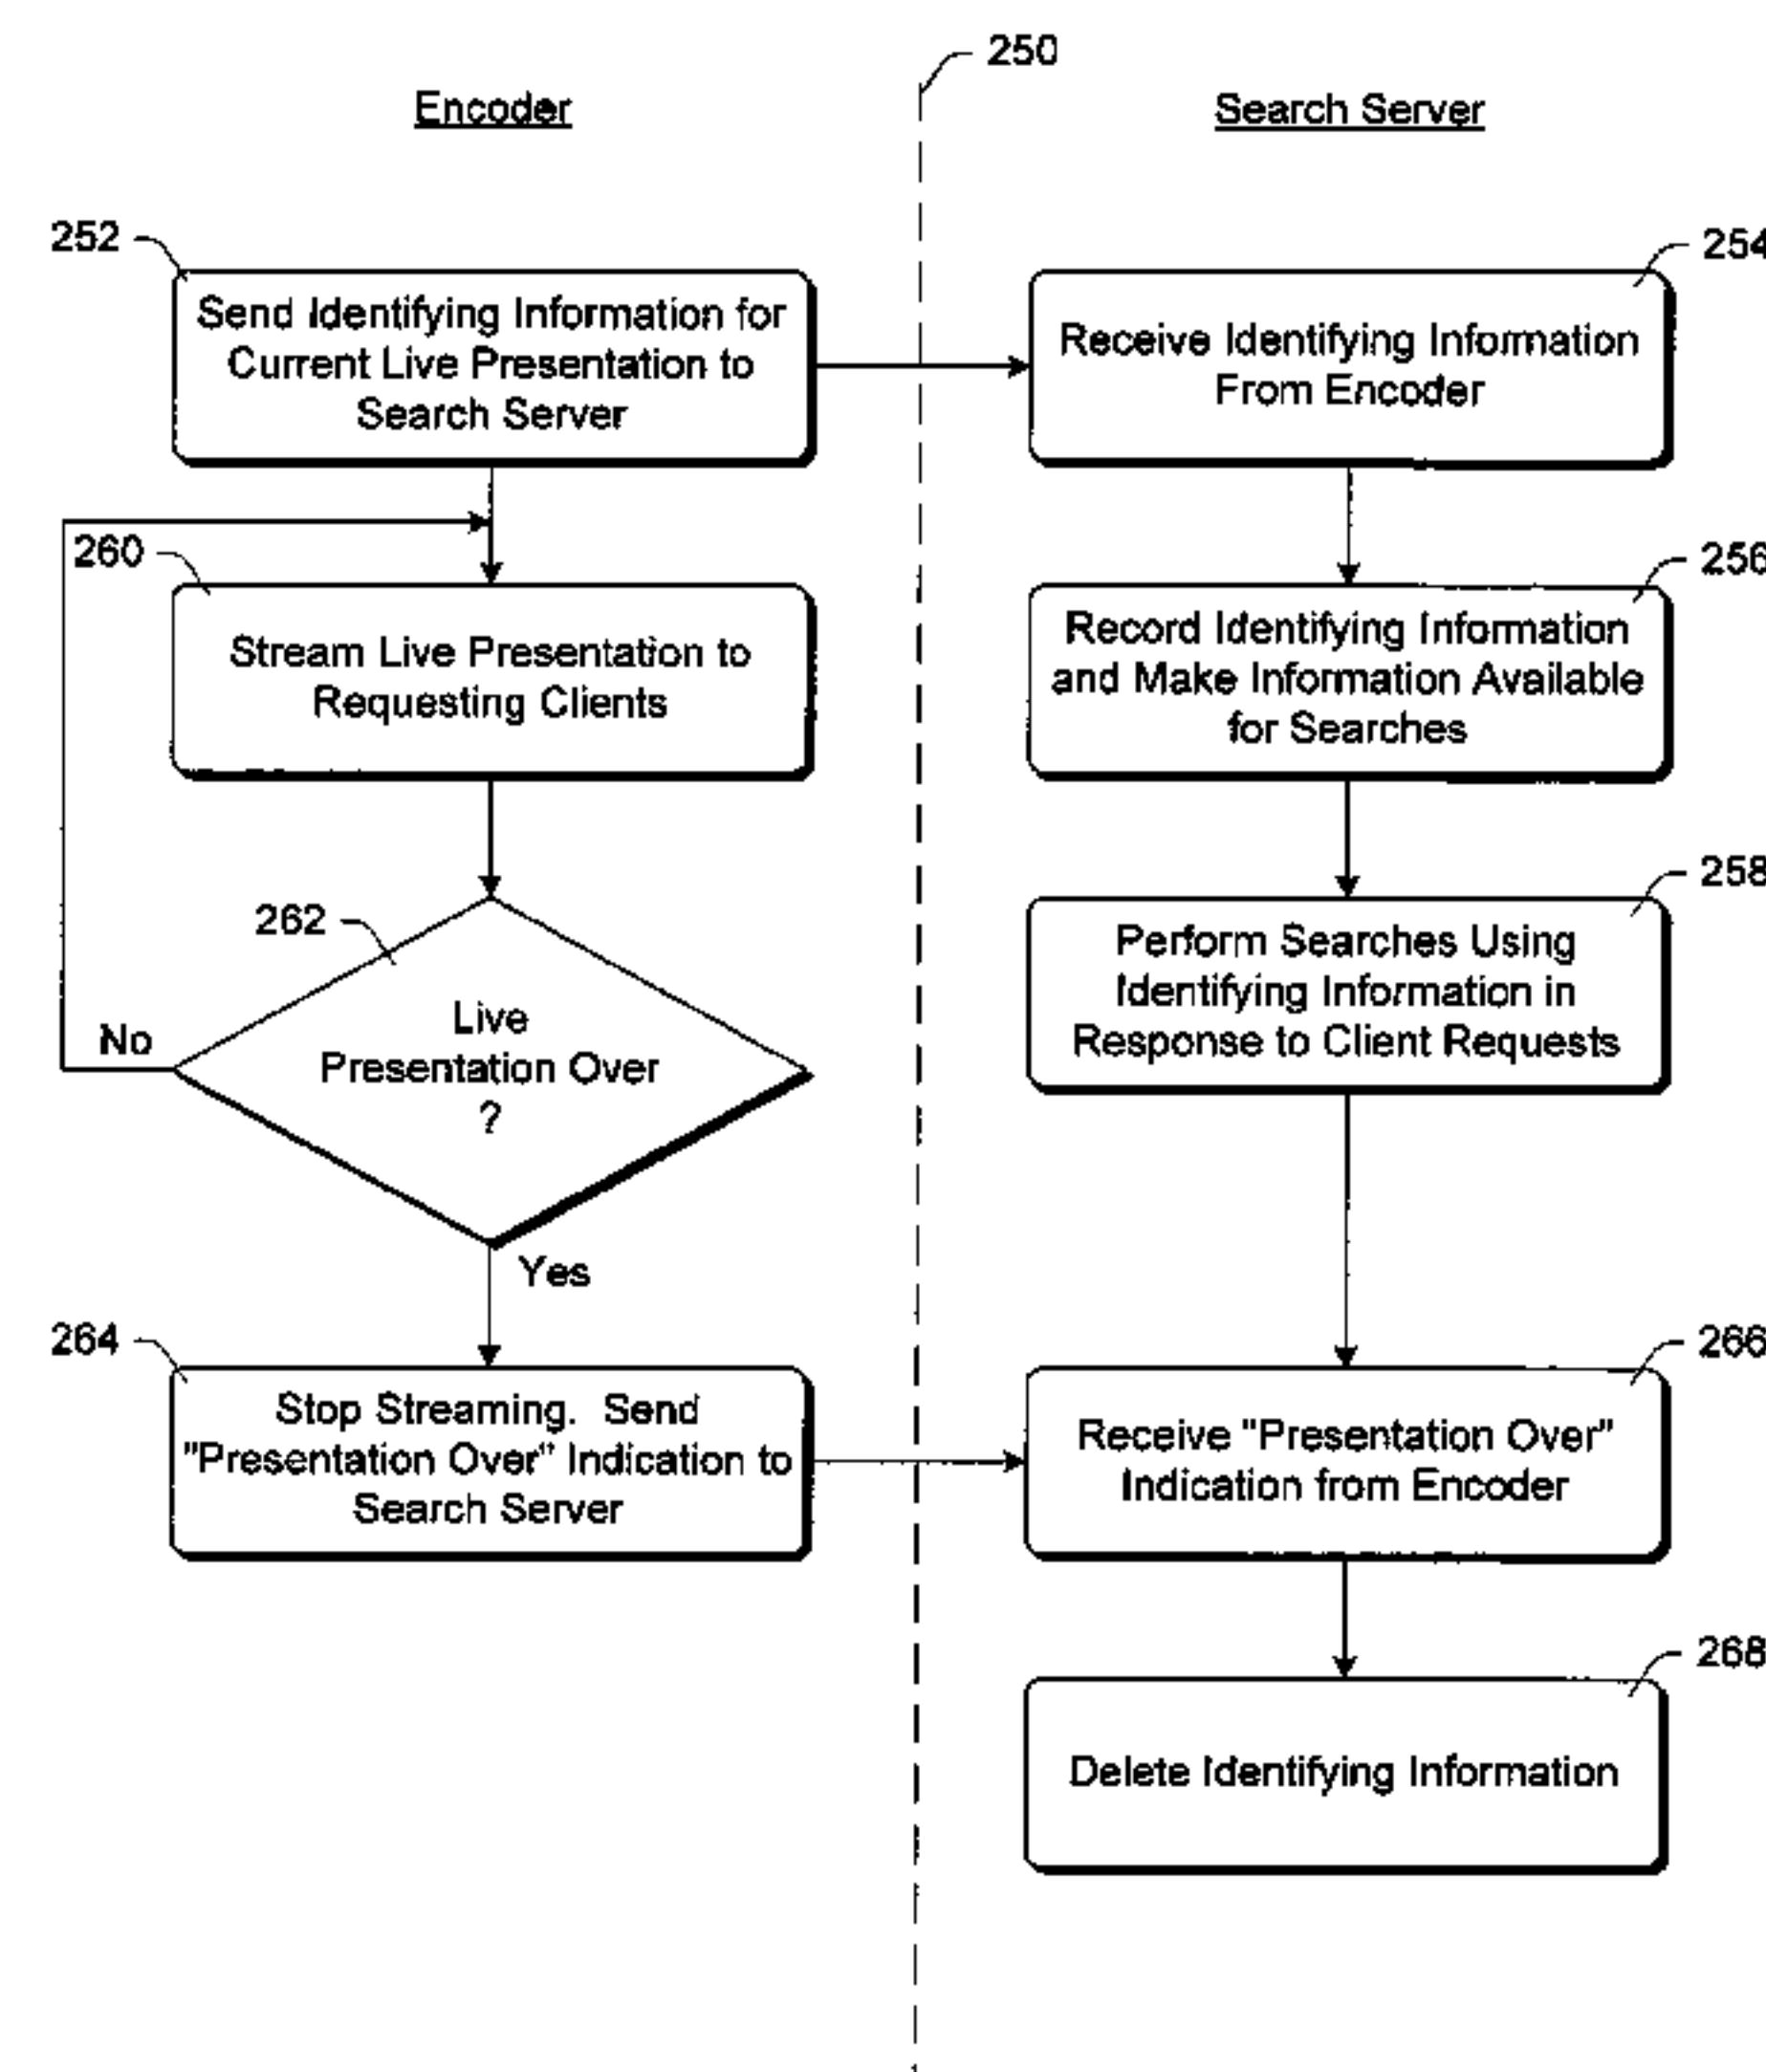 250
Encoder
Search Server
252
Send Identifying Information for
Current Live Presentation to
Search Server
254
Receive Identifying Information
From Encoder
260
Stream Live Presentation to
Requesting Clients
256
Record Identifying Information
and Make Information Available
for Searches
262
Live
Presentation Over
?
No
Yes
258
Perform Searches Using
Identifying Information in
Response to Client Requests
264
Stop Streaming. Send
"Presentation Over" Indication to
Search Server
266
Receive "Presentation Over"
Indication from Encoder
268
Delete Identifying Information